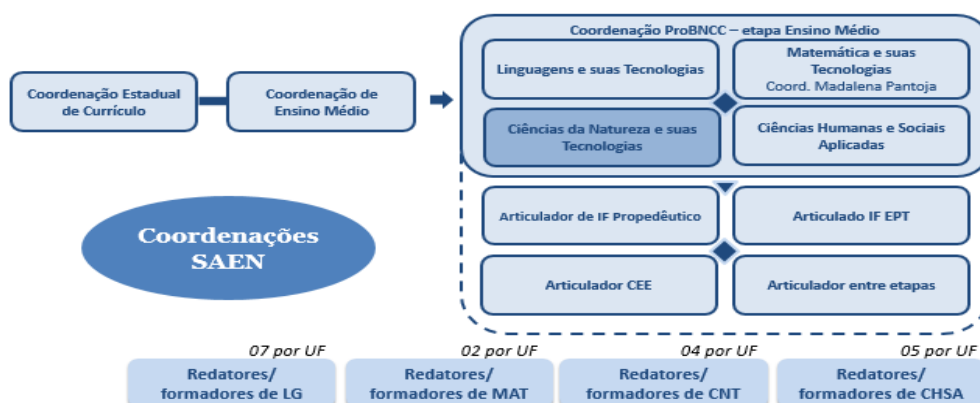 Coordenação ProBNCC – etapa Ensino Médio
Linguagens e suas Tecnologias
Matemática e suas
Tecnologias
Coord. Madalena Pantoja
Coordenação Estadual
de Currículo
Coordenação de
Ensino Médio
Ciências da Natureza e suas
Tecnologias
Ciências Humanas e Sociais
Aplicadas
Articulador de IF Propedêutico
Articulado IF EPT
Coordenações
SAEN
Articulador CEE
Articulador entre etapas
07 por UF
02 por UF
04 por UF
05 por UF
Redatores/
formadores de LG
Redatores/
formadores de MAT
Redatores/
formadores de CNT
Redatores/
formadores de CHSA